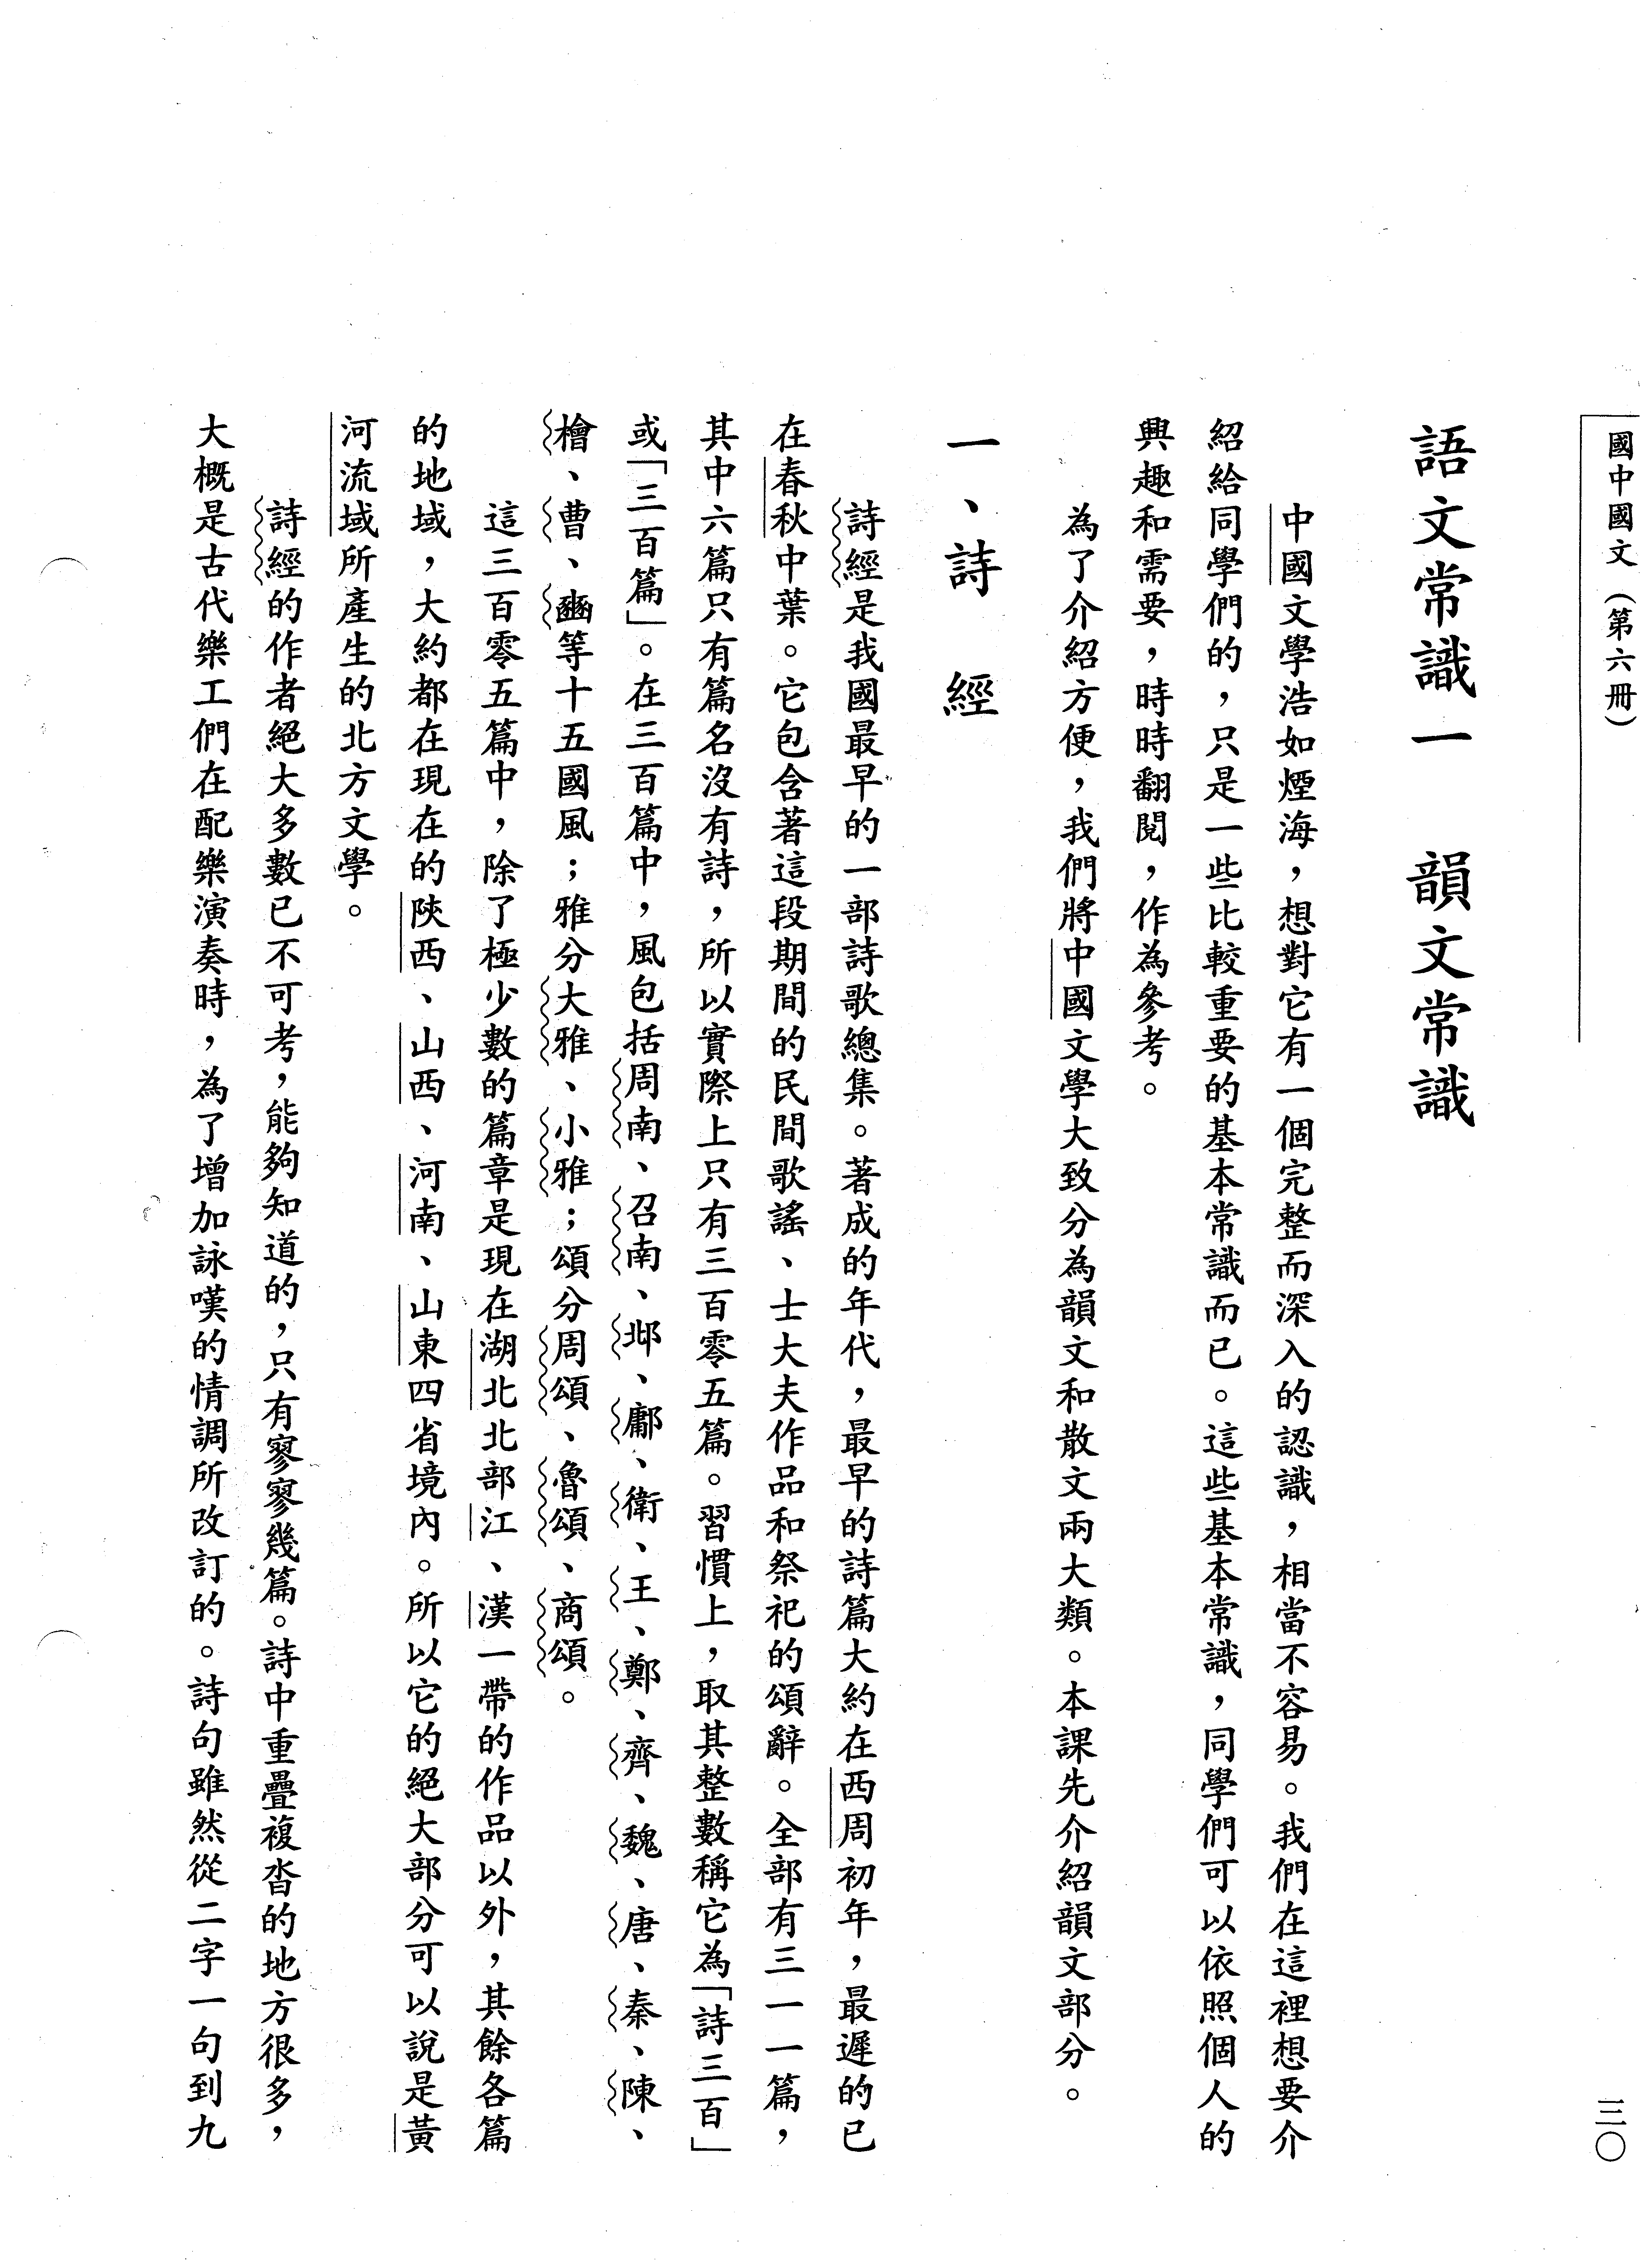 國中國文(第六冊)
三〇
語文常識一 韻文常識
中國文學浩如煙海，想對它有一個完整而深入的認識，相當不容易。我們在這裡想要介
紹給同學們的，只是一些比較重要的基本常識而已。這些基本常識，同學們可以依照個人的
興趣和需要，時時翻閱，作為參考。
為了介紹方便，我們將中國文學大致分為韻文和散文兩大類。本課先介紹韻文部分。
一、詩 經
詩經是我國最早的一部詩歌總集。著成的年代，最早的詩篇大約在西周初年，最遲的已
在春秋中葉。它包含著這段期間的民間歌謠、士大夫作品和祭祀的頌辭。全部有三一一篇，
其中六篇只有篇名沒有詩，所以實際上只有三百零五篇。習慣上，取其整數稱它為「詩三百」
或「三百篇」。在三百篇中，風包括周南、召南、邶、鄘、衛、王、鄭、齊、魏、唐、秦、陳、
檜、曹、豳等十五國風；雅分大雅、小雅；頌分周頌、魯頌、商頌。
這三百零五篇中，除了極少數的篇章是現在湖北北部江、漢一帶的作品以外，其餘各篇
的地域，大約都在現在的陝西、山西、河南、山東四省境內。所以它的絕大部分可以說是黃
河流域所產生的北方文學。
詩經的作者絕大多數已不可考，能夠知道的，只有寥寥幾篇。詩中重疊複沓的地方很多，
大概是古代樂工們在配樂演奏時，為了增加詠嘆的情調所改訂的。詩句雖然從二字一句到九